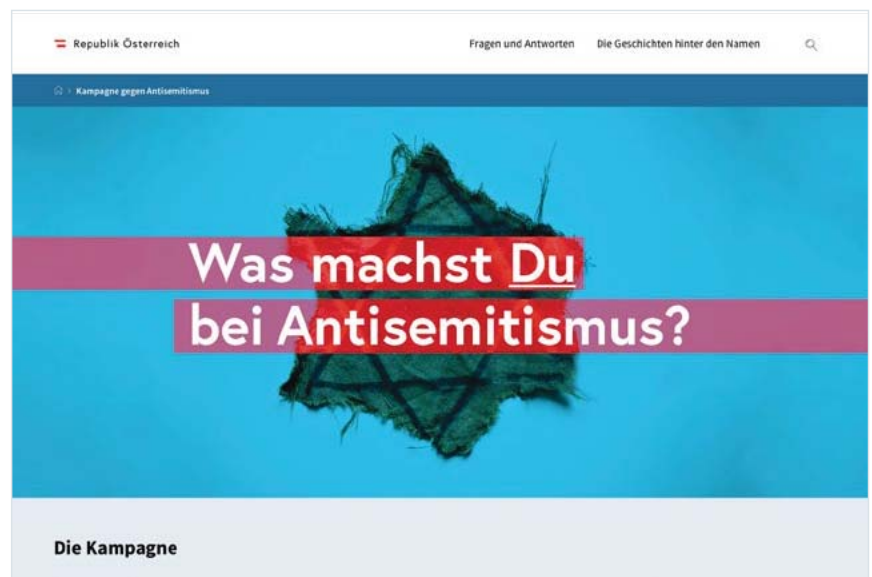 Republik Österreich
Fragen und Antworten
Die Geschichten hinter den Namen
Kampagne gegen Antisemitismus
Was machst Du
bei Antisemitismus?
Die Kampagne